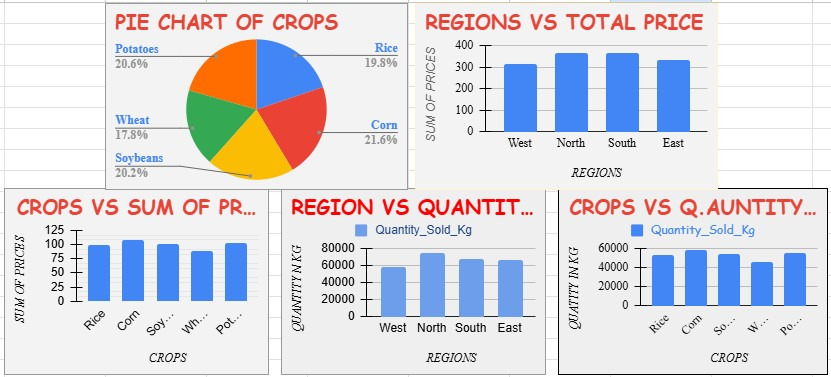 PIE CHART OF CROPS
Potatoes
20.6%
Rice
19.8%
Wheat
17.8%
Corn
21.6%
Soybeans
20.2%
REGIONS VS TOTAL PRICE
SUM OF PRICES
400
300
200
100
0
West North South East
REGIONS
CROPS VS SUM OF PR...
SUM OF PRICES
125
100
75
50
25
0
Rice Corn Soy... Wh... Pot...
CROPS
REGION VS QUANTIT...
Quantity_Sold_Kg
QUANTITY N KG
80000
60000
40000
20000
0
West North South East
REGIONS
CROPS VS Q.AUNTITY...
Quantity_Sold_Kg
QUATITY IN KG
60000
40000
20000
0
Rice Corn So... W... Po...
CROPS